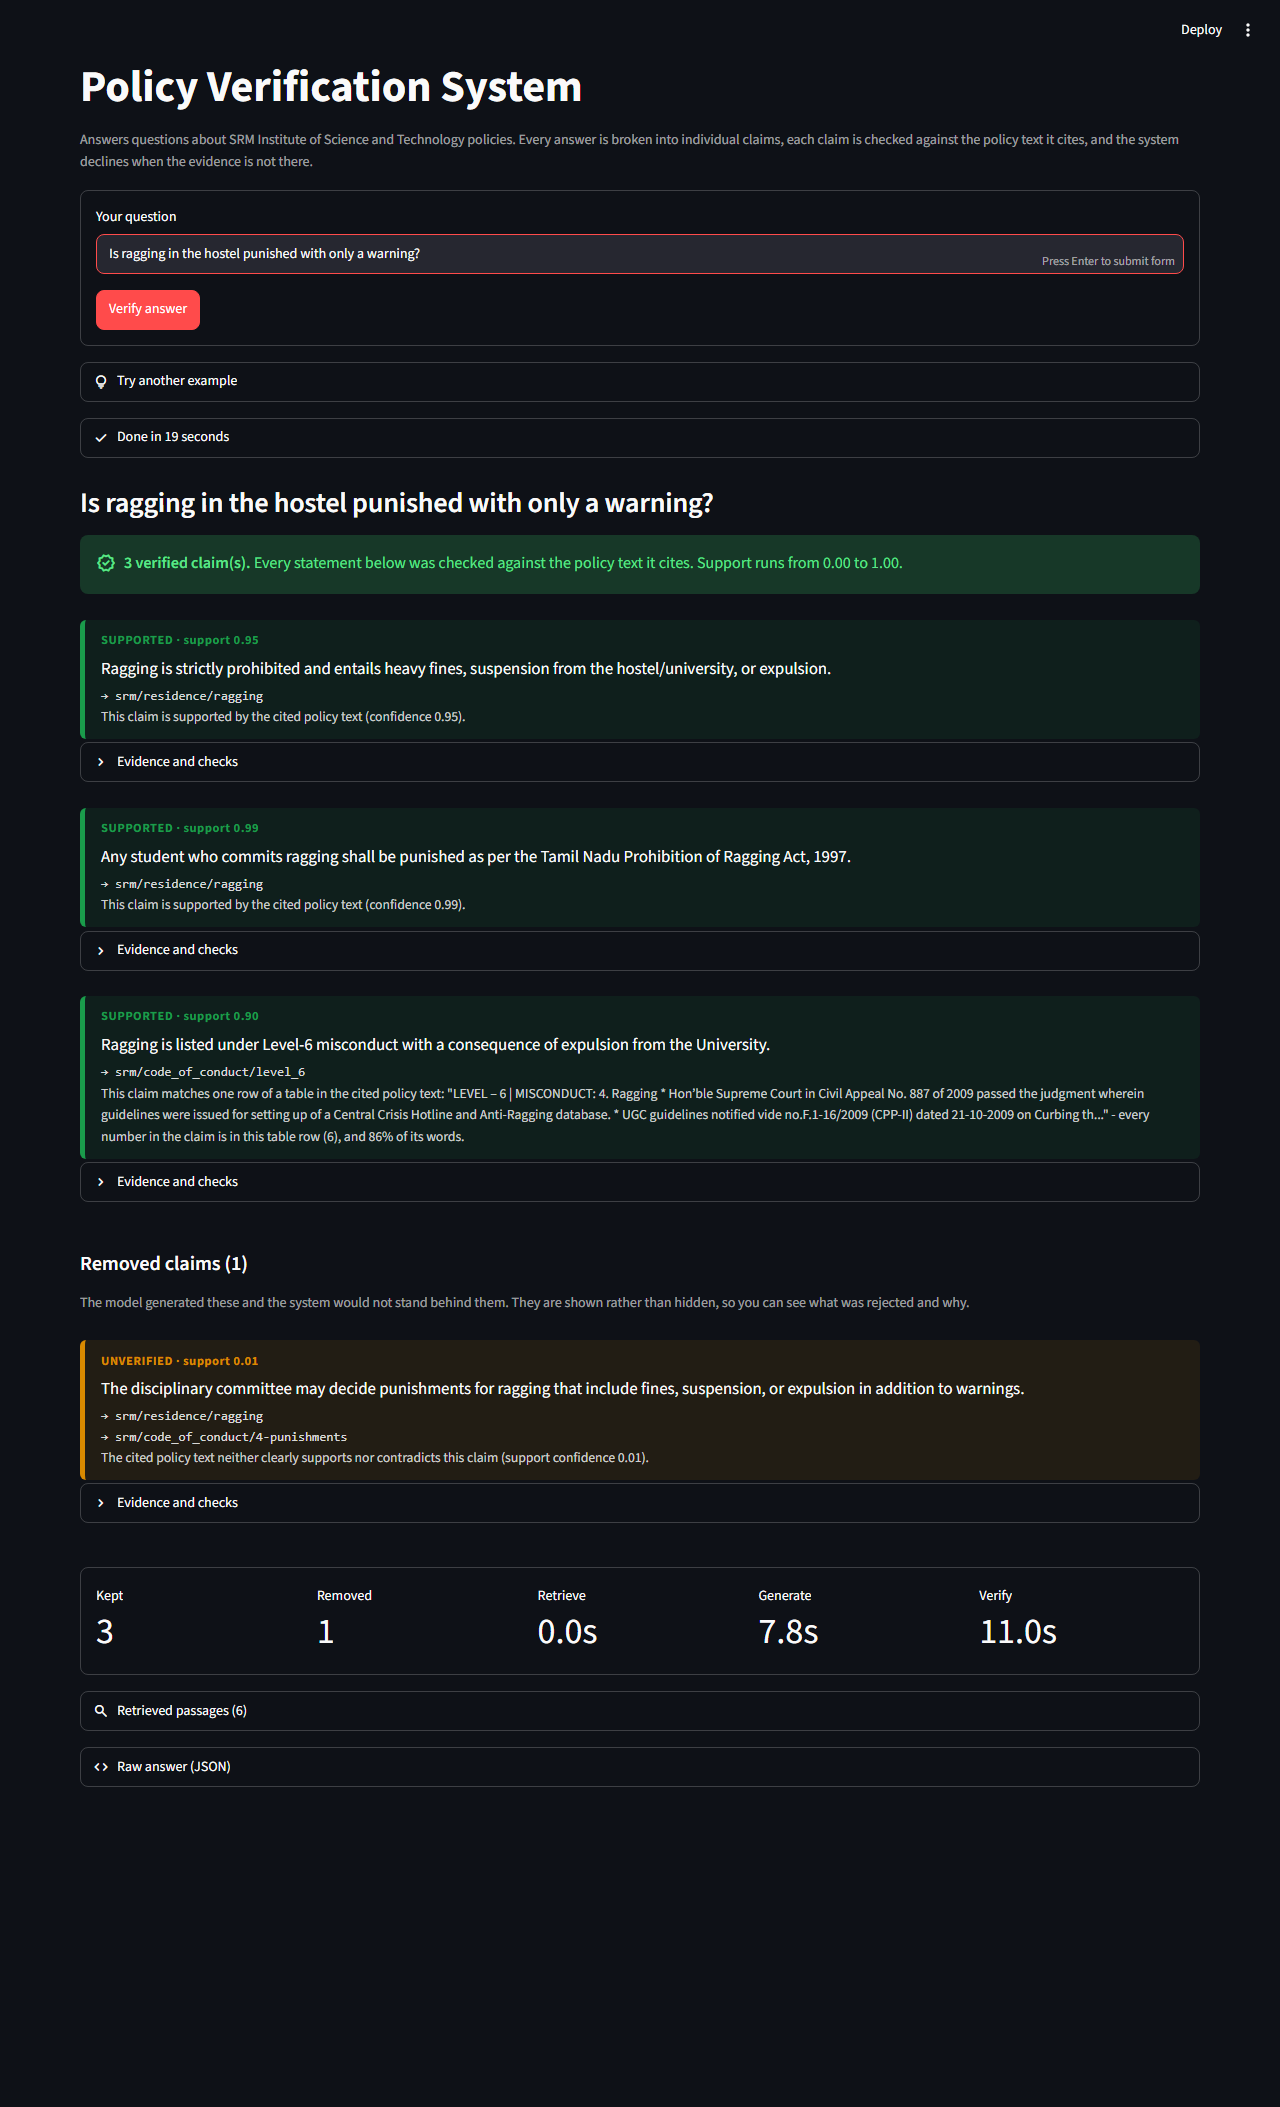 Deploy
Policy Verification System
Answers questions about SRM Institute of Science and Technology policies. Every answer is broken into individual claims, each claim is checked against the policy text it cites, and the system
declines when the evidence is not there.
Your question
Is ragging in the hostel punished with only a warning?
Press Enter to submit form
Verify answer
Try another example
Done in 19 seconds
Is ragging in the hostel punished with only a warning?
3 verified claim(s). Every statement below was checked against the policy text it cites. Support runs from 0.00 to 1.00.
SUPPORTED · support 0.95
Ragging is strictly prohibited and entails heavy fines, suspension from the hostel/university, or expulsion.
→ srm/residence/ragging
This claim is supported by the cited policy text (confidence 0.95).
Evidence and checks
SUPPORTED · support 0.99
Any student who commits ragging shall be punished as per the Tamil Nadu Prohibition of Ragging Act, 1997.
→ srm/residence/ragging
This claim is supported by the cited policy text (confidence 0.99).
Evidence and checks
SUPPORTED · support 0.90
Ragging is listed under Level-6 misconduct with a consequence of expulsion from the University.
→ srm/code_of_conduct/level_6
This claim matches one row of a table in the cited policy text: "LEVEL – 6 | MISCONDUCT: 4. Ragging * Hon'ble Supreme Court in Civil Appeal No. 887 of 2009 passed the judgment wherein
guidelines were issued for setting up of a Central Crisis Hotline and Anti-Ragging database. * UGC guidelines notified vide no.F.1-16/2009 (CPP-II) dated 21-10-2009 on Curbing th..." - every
number in the claim is in this table row (6), and 86% of its words.
Evidence and checks
Removed claims (1)
The model generated these and the system would not stand behind them. They are shown rather than hidden, so you can see what was rejected and why.
UNVERIFIED · support 0.01
The disciplinary committee may decide punishments for ragging that include fines, suspension, or expulsion in addition to warnings.
→ srm/residence/ragging
→ srm/code_of_conduct/4-punishments
The cited policy text neither clearly supports nor contradicts this claim (support confidence 0.01).
Evidence and checks
Kept Removed Retrieve Generate Verify
3 1 0.0s 7.8s 11.0s
Retrieved passages (6)
Raw answer (JSON)